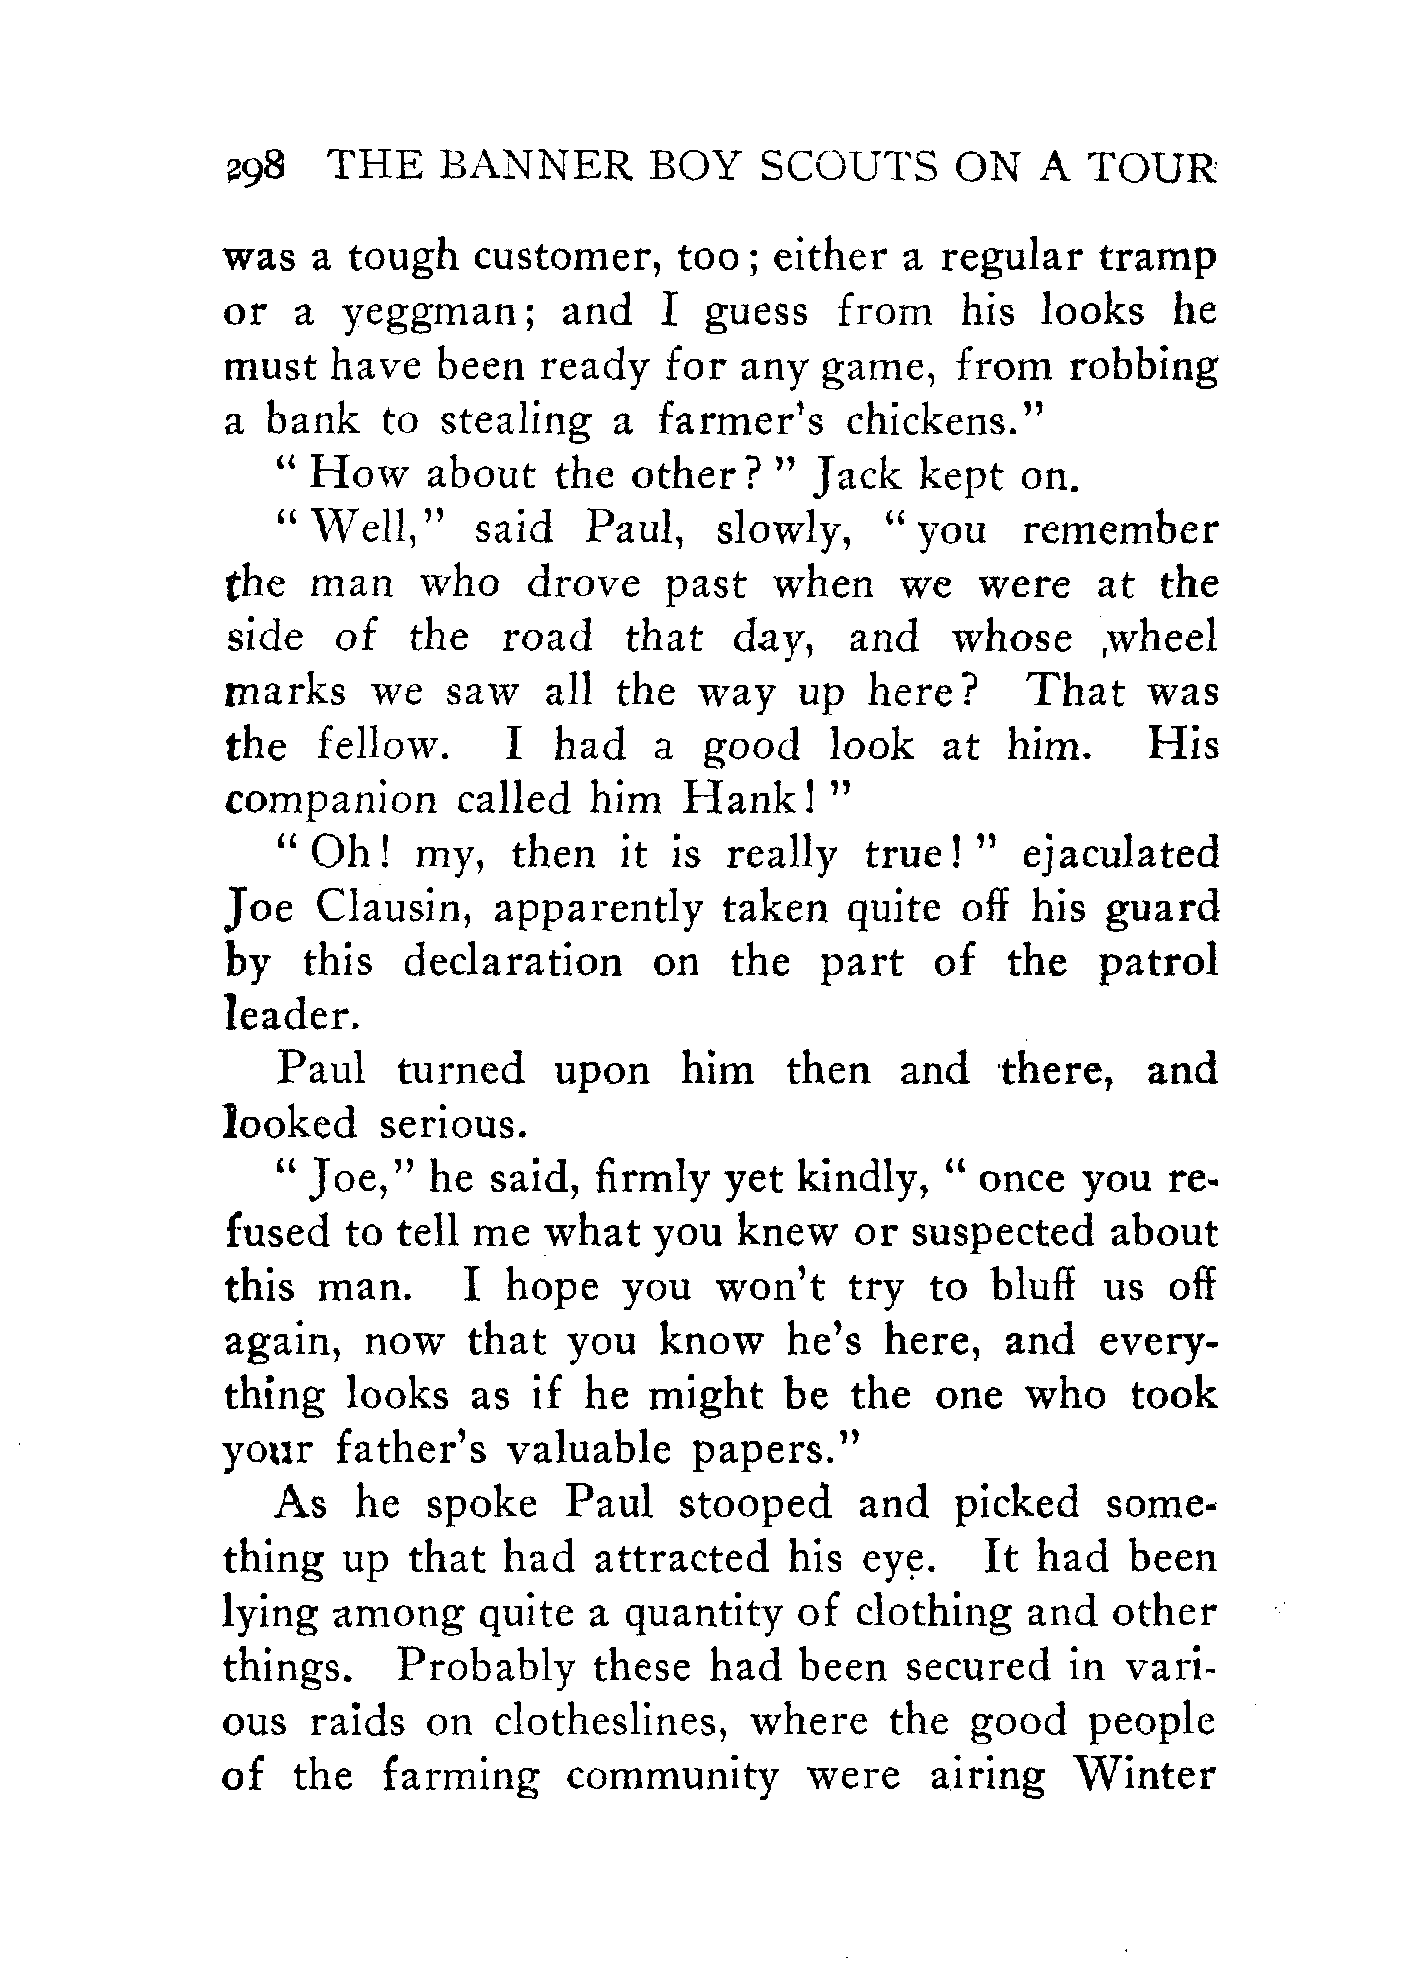 298 THE BANNER BOY SCOUTS ON A TOUR
was a tough customer, too; either a regular tramp
or a yeggman; and I guess from his looks he
must have been ready for any game, from robbing
a bank to stealing a farmer's chickens."
"How about the other?" Jack kept on.
"Well," said Paul, slowly, "you remember
the man who drove past when we were at the
side of the road that day, and whose wheel
marks we saw all the way up here? That was
the fellow. I had a good look at him. His
companion called him Hank!"
"Oh! my, then it is really true!" ejaculated
Joe Clausin, apparently taken quite off his guard
by this declaration on the part of the patrol
leader.
Paul turned upon him then and there, and
looked serious.
"Joe," he said, firmly yet kindly, "once you re-
fused to tell me what you knew or suspected about
this man. I hope you won't try to bluff us off
again, now that you know he's here, and every-
thing looks as if he might be the one who took
your father's valuable papers."
As he spoke Paul stooped and picked some-
thing up that had attracted his eye. It had been
lying among quite a quantity of clothing and other
things. Probably these had been secured in vari-
ous raids on clotheslines, where the good people
of the farming community were airing Winter